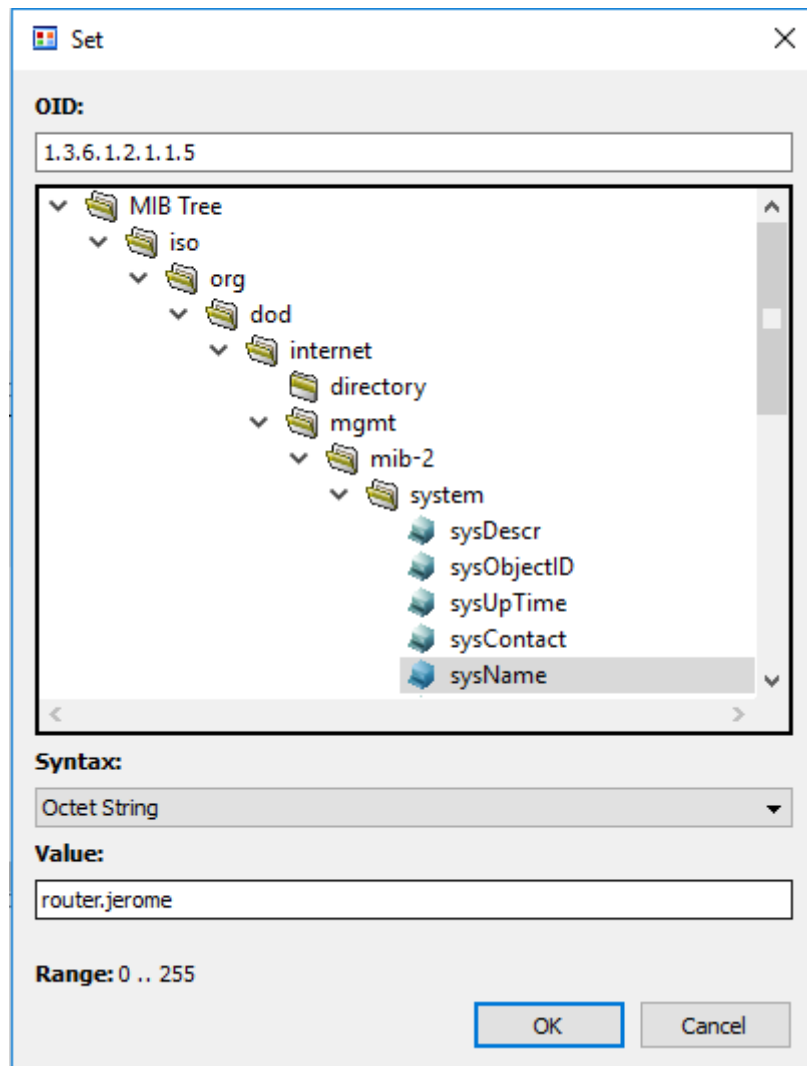 Set
OID:
1.3.6.1.2.1.1.5
MIB Tree
iso
org
dod
internet
directory
mgmt
mib-2
system
sysDescr
sysObjectID
sysUpTime
sysContact
sysName
Syntax:
Octet String
Value:
router.jerome
Range: 0 .. 255
OK Cancel